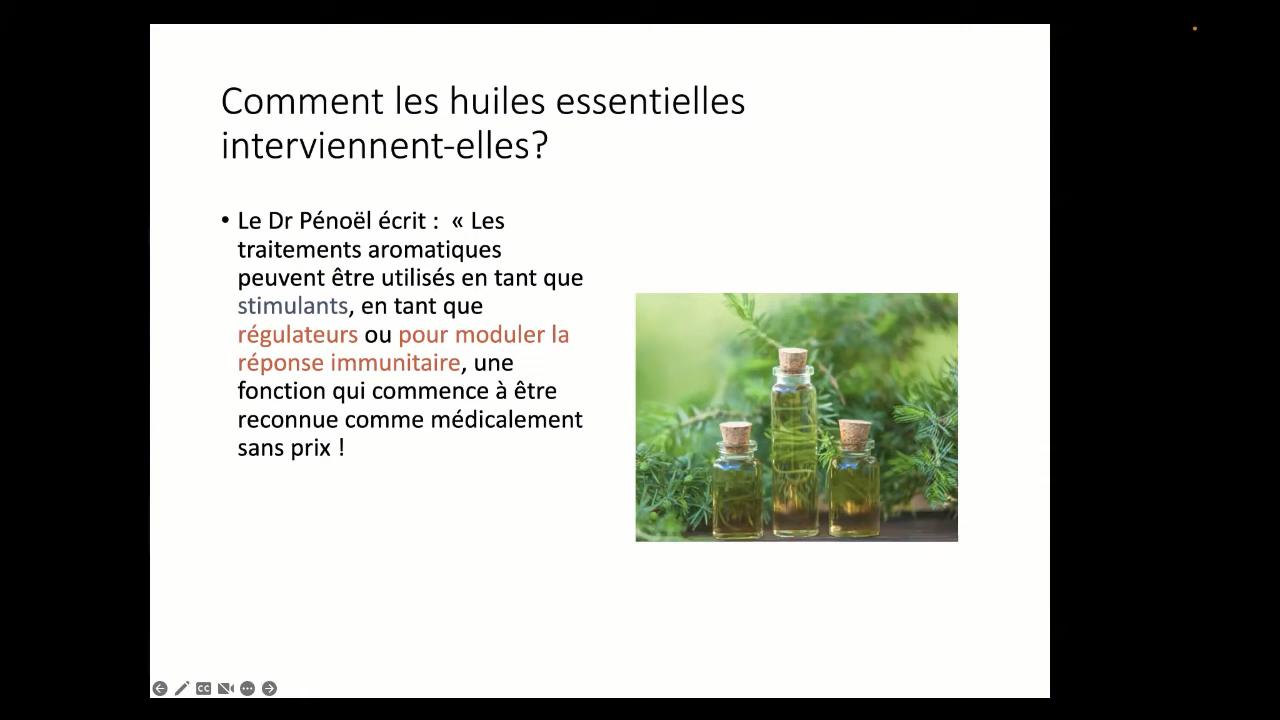 Comment les huiles essentielles
interviennent-elles?
• Le Dr Pénoël écrit : « Les
traitements aromatiques
peuvent être utilisés en tant que
stimulants, en tant que
régulateurs ou pour moduler la
réponse immunitaire, une
fonction qui commence à être
reconnue comme médicalement
sans prix !
CC